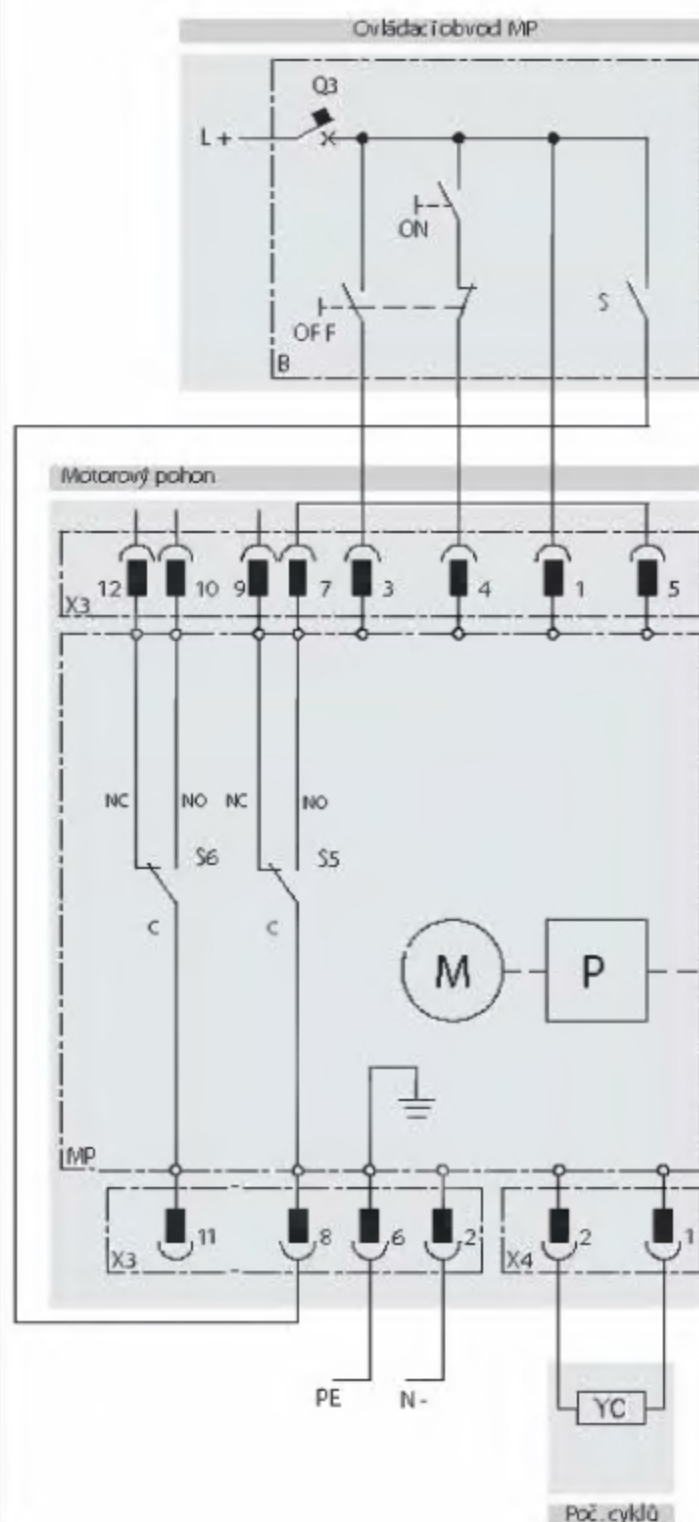 Ovládací obvod MP
Q3
L +
ON
OFF
S
B
Motorový pohon
12 10 9 7 3 4 1 5
X3
NC NO NC NO
S6 S5
C C
M P
MP
11 8 6 2 2 1
X3 X4
PE N -
YC
Poč. cyklů